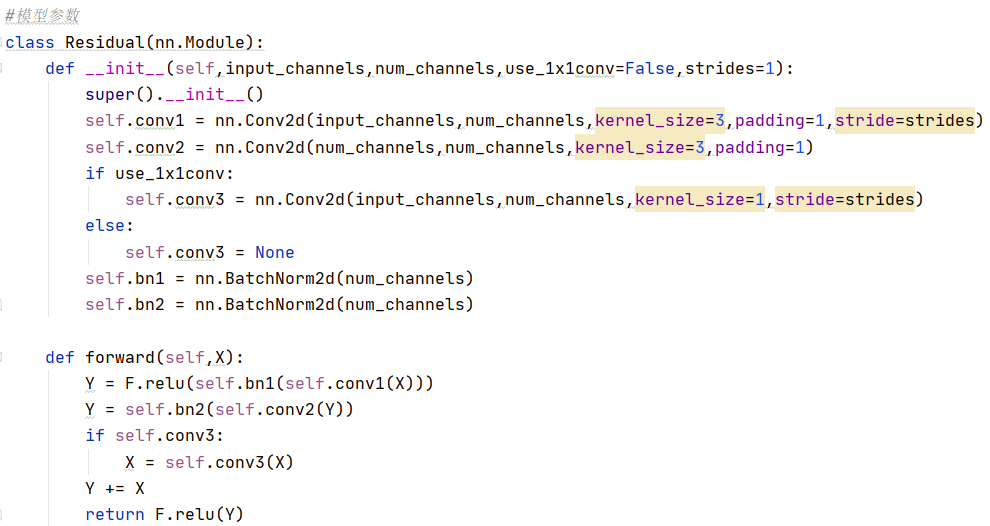 #模型参数
class Residual(nn.Module):
    def __init__(self,input_channels,num_channels,use_1x1conv=False,strides=1):
        super().__init__()
        self.conv1 = nn.Conv2d(input_channels,num_channels,kernel_size=3,padding=1,stride=strides)
        self.conv2 = nn.Conv2d(num_channels,num_channels,kernel_size=3,padding=1)
        if use_1x1conv:
            self.conv3 = nn.Conv2d(input_channels,num_channels,kernel_size=1,stride=strides)
        else:
            self.conv3 = None
        self.bn1 = nn.BatchNorm2d(num_channels)
        self.bn2 = nn.BatchNorm2d(num_channels)
    def forward(self,X):
        Y = F.relu(self.bn1(self.conv1(X)))
        Y = self.bn2(self.conv2(Y))
        if self.conv3:
            X = self.conv3(X)
        Y += X
        return F.relu(Y)